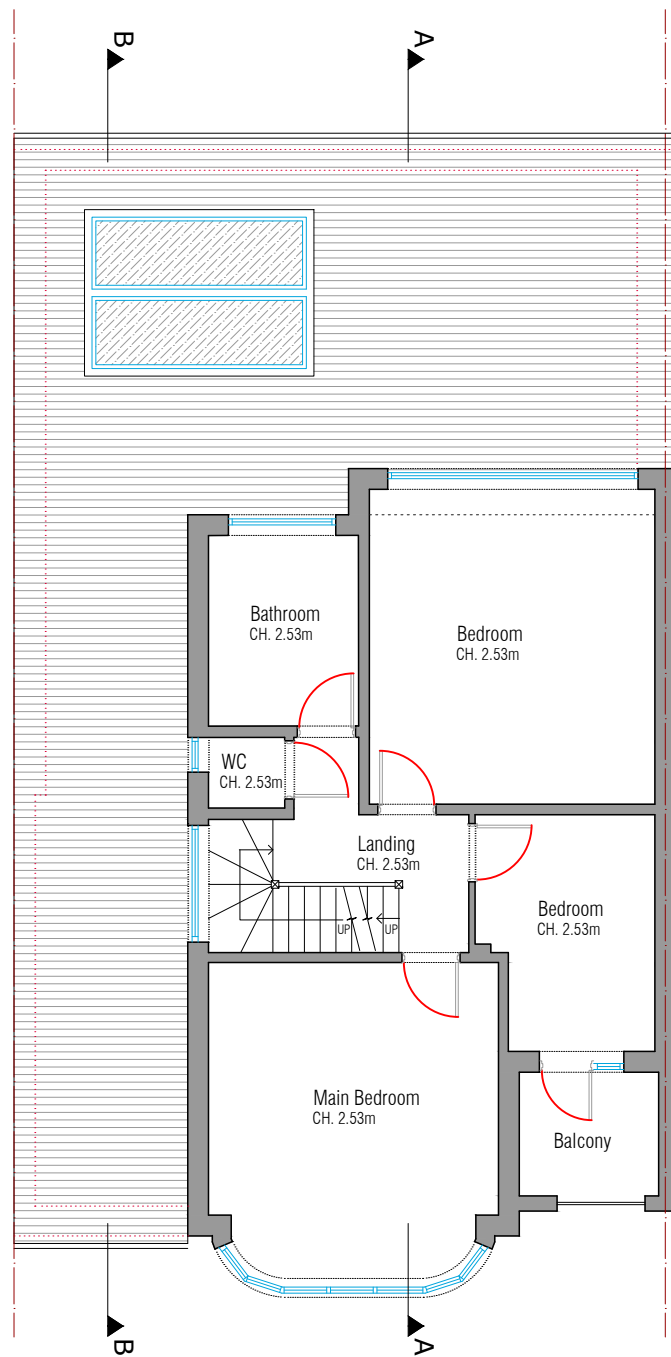 B
A
Bathroom
CH. 2.53m
Bedroom
CH. 2.53m
WC
CH. 2.53m
Landing
CH. 2.53m
Bedroom
CH. 2.53m
UP
UP
Main Bedroom
CH. 2.53m
Balcony
B
A